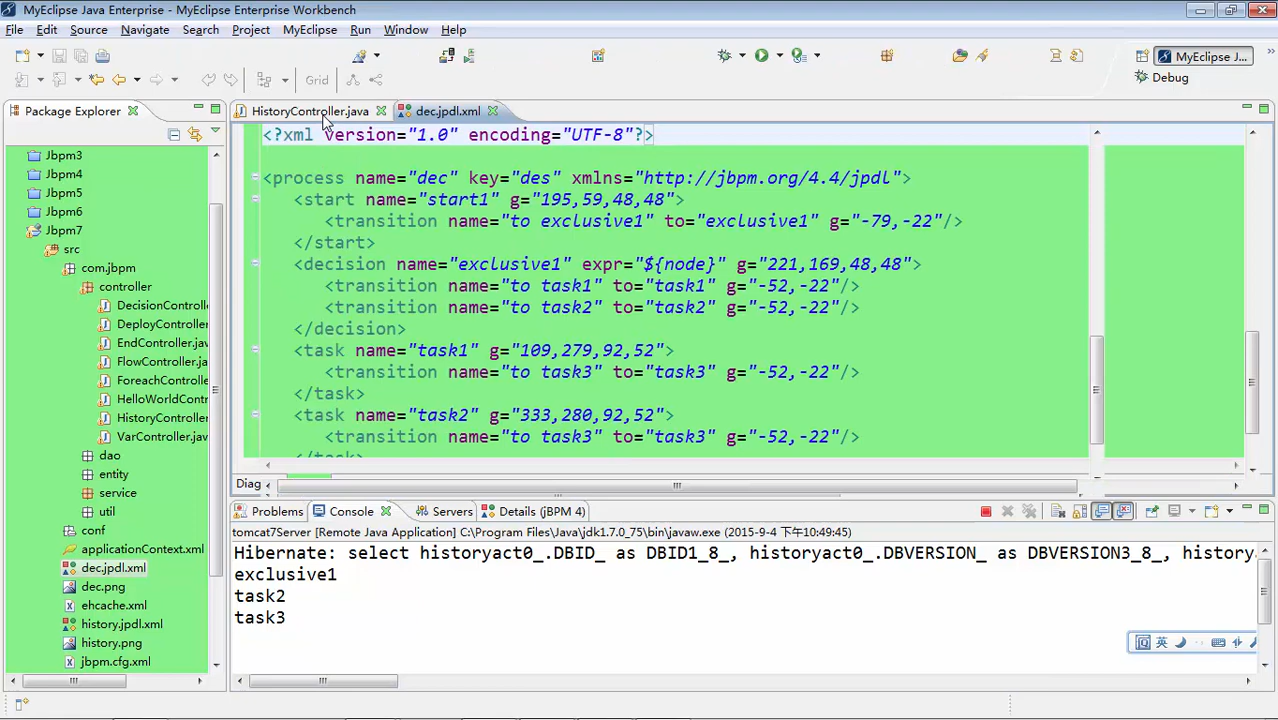 MyEclipse Java Enterprise - MyEclipse Enterprise Workbench
File Edit Source Refactor Navigate Search Project MyEclipse Run Window Help
Grid
MyEclipse J...
Debug
Package Explorer
HistoryController.java
dec.jpdl.xml
Jbpm3
Jbpm4
Jbpm5
Jbpm6
Jbpm7
src
com.jbpm
controller
DecisionControlle
DeployController
EndController.jav
FlowController.ja
ForeachControlle
HelloWorldContr
HistoryController
VarController.jav
dao
entity
service
util
conf
applicationContext.xml
dec.jpdl.xml
dec.png
ehcache.xml
history.jpdl.xml
history.png
jbpm.cfg.xml
<?xml version="1.0" encoding="UTF-8"?>
<process name="dec" key="des" xmlns="http://jbpm.org/4.4/jpdl">
<start name="start1" g="195,59,48,48">
<transition name="to exclusive1" to="exclusive1" g="-79,-22"/>
</start>
<decision name="exclusive1" expr="${node}" g="221,169,48,48">
<transition name="to task1" to="task1" g="-52,-22"/>
<transition name="to task2" to="task2" g="-52,-22"/>
</decision>
<task name="task1" g="109,279,92,52">
<transition name="to task3" to="task3" g="-52,-22"/>
</task>
<task name="task2" g="333,280,92,52">
<transition name="to task3" to="task3" g="-52,-22"/>
</task>
Diag
Problems Console Servers Details (jBPM 4)
tomcat7Server [Remote Java Application] C:\Program Files\Java\jdk1.7.0_75\bin\javaw.exe (2015-9-4 下午10:49:45)
Hibernate: select historyact0_.DBID_ as DBID1_8_, historyact0_.DBVERSION_ as DBVERSION3_8_, history
exclusive1
task2
task3
英